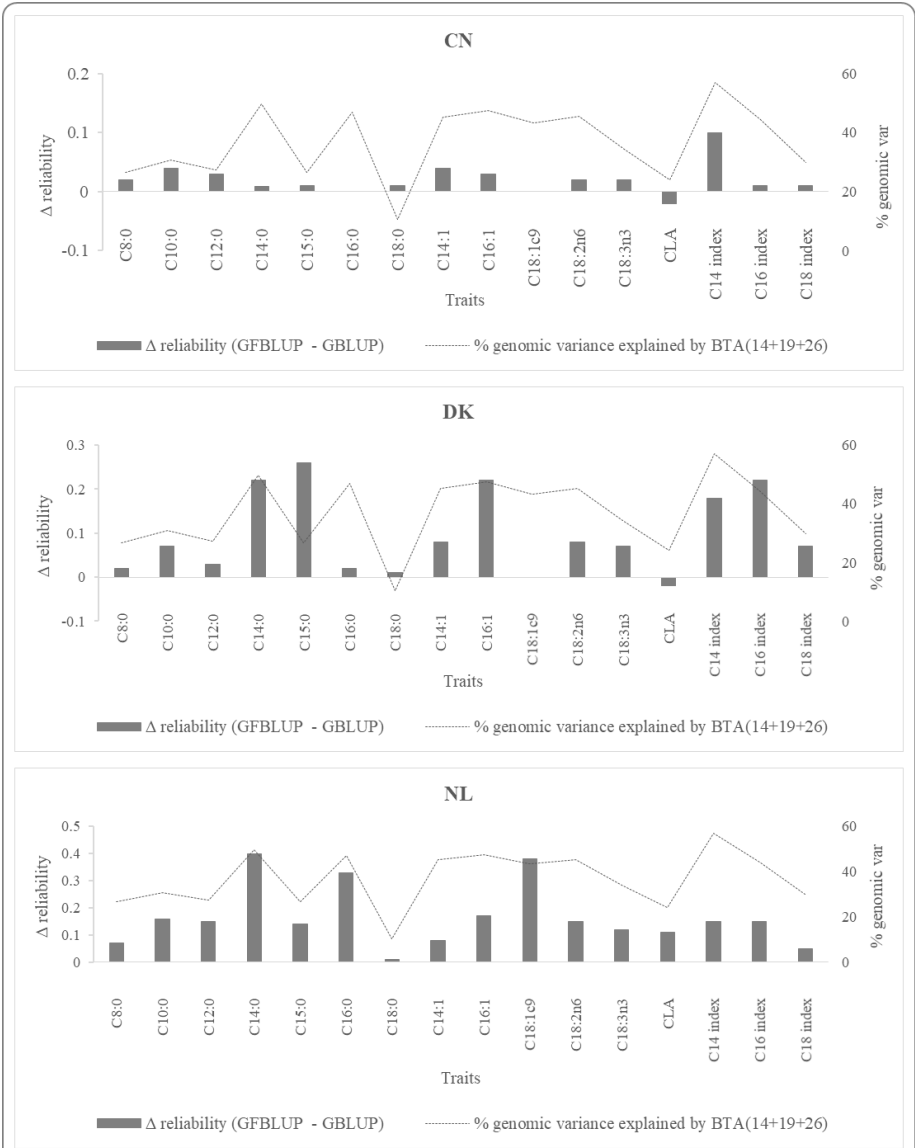 CN
0.2
0.1
0
-0.1
Δ reliability
60
40
20
0
% genomic var
C8:0
C10:0
C12:0
C14:0
C15:0
C16:0
C18:0
C14:1
C16:1
C18:1c9
C18:2n6
C18:3n3
CLA
C14 index
C16 index
C18 index
Traits
Δ reliability (GFBLUP - GBLUP) % genomic variance explained by BTA(14+19+26)
DK
0.3
0.2
0.1
0
-0.1
Δ reliability
60
40
20
0
% genomic var
C8:0
C10:0
C12:0
C14:0
C15:0
C16:0
C18:0
C14:1
C16:1
C18:1c9
C18:2n6
C18:3n3
CLA
C14 index
C16 index
C18 index
Traits
Δ reliability (GFBLUP - GBLUP) % genomic variance explained by BTA(14+19+26)
NL
0.5
0.4
0.3
0.2
0.1
0
Δ reliability
60
40
20
0
% genomic var
C8:0
C10:0
C12:0
C14:0
C15:0
C16:0
C18:0
C14:1
C16:1
C18:1c9
C18:2n6
C18:3n3
CLA
C14 index
C16 index
C18 index
Traits
Δ reliability (GFBLUP - GBLUP) % genomic variance explained by BTA(14+19+26)